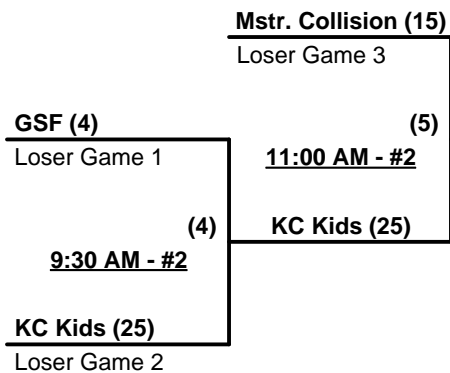 Mstr. Collision (15)
Loser Game 3
GSF (4)
Loser Game 1
(5)
11:00 AM - #2
(4)
9:30 AM - #2
KC Kids (25)
KC Kids (25)
Loser Game 2